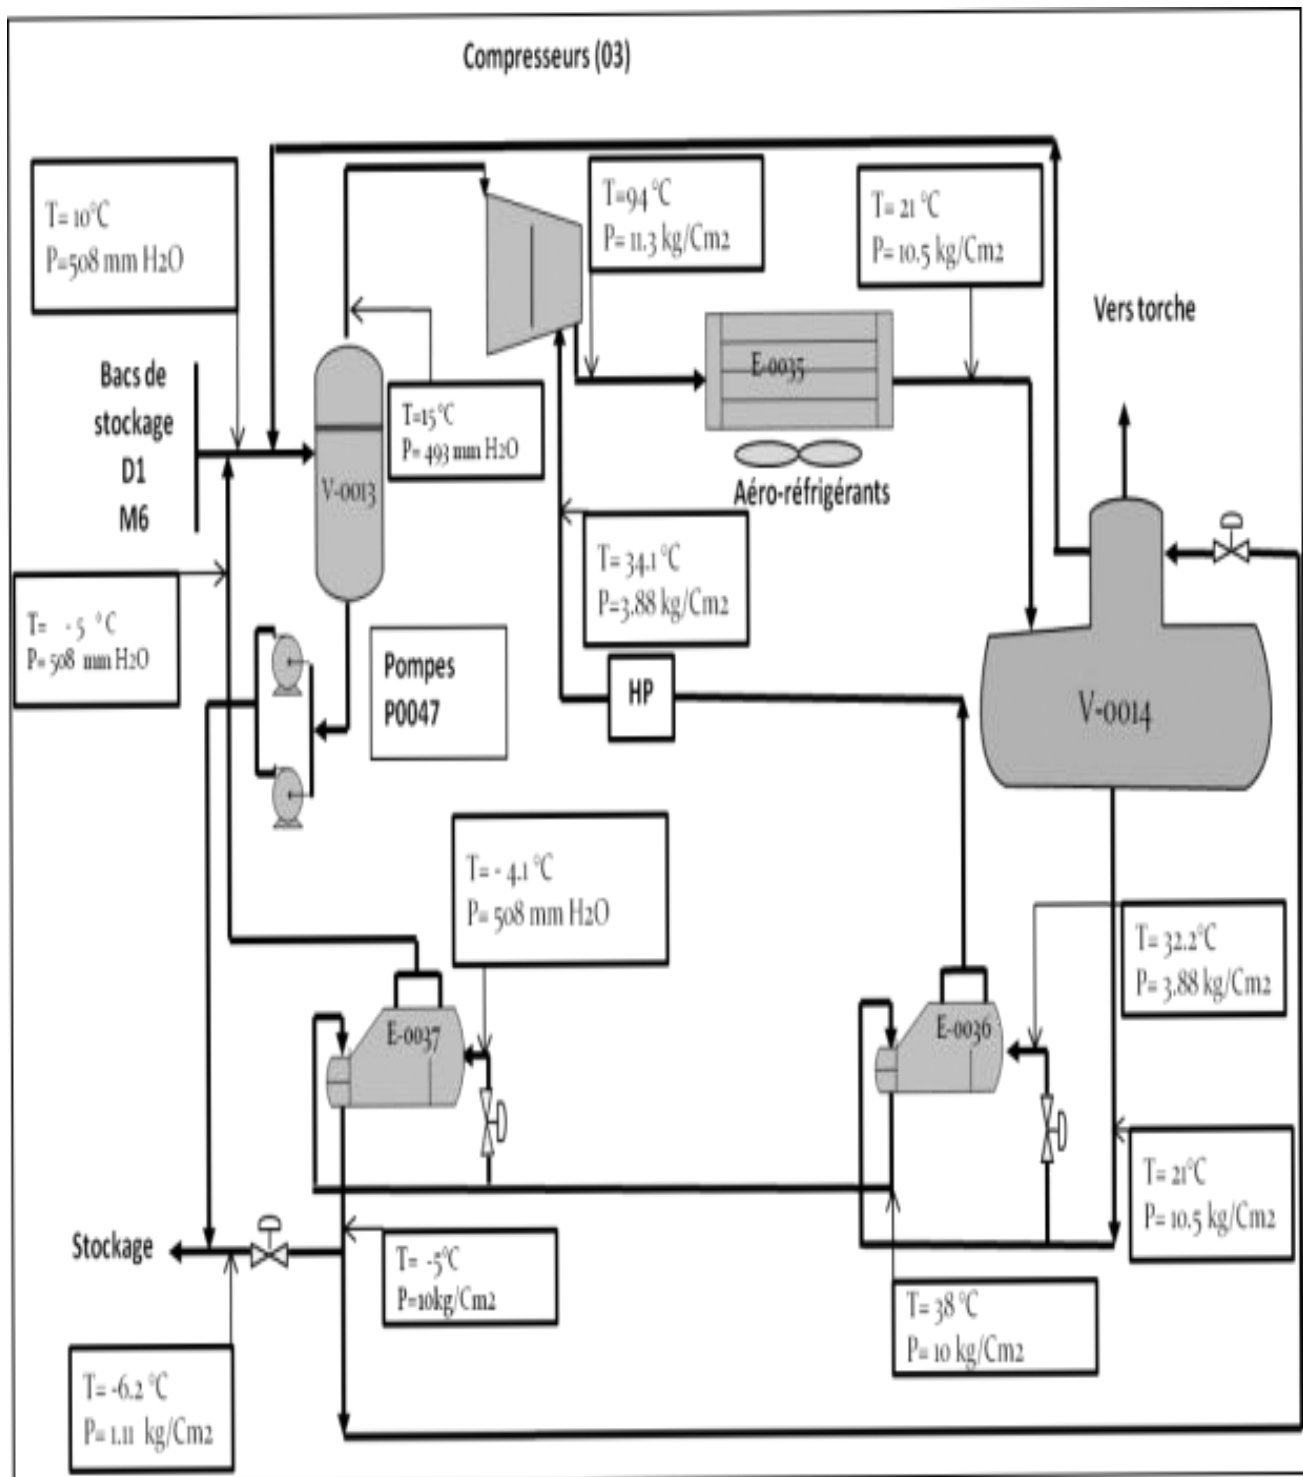 Compresseurs (03)
T= 10°C
P=508 mm H2O
T=94 °C
P= 11.3 kg/Cm2
T= 21 °C
P= 10.5 kg/Cm2
Vers torche
Bacs de
stockage
D1
M6
E-0035
T=15 °C
P= 493 mm H2O
V-0013
Aéro-réfrigérants
T= 34.1 °C
P=3.88 kg/Cm2
T= - 5 °C
P= 508 mm H2O
Pompes
P0047
HP
V-0014
T= - 4.1 °C
P= 508 mm H2O
T= 32.2°C
P= 3.88 kg/Cm2
E-0037
E-0036
T= 21°C
P= 10.5 kg/Cm2
Stockage
T= -5°C
P=10kg/Cm2
T= 38 °C
P= 10 kg/Cm2
T= -6.2 °C
P= 1.11 kg/Cm2